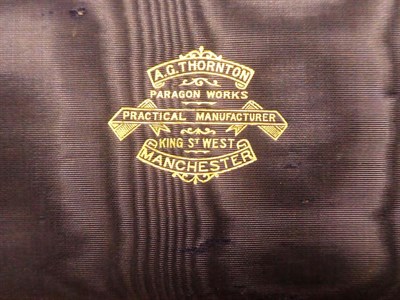 A.G. THORNTON
PARAGON WORKS
PRACTICAL MANUFACTURER
KING ST WEST
MANCHESTER